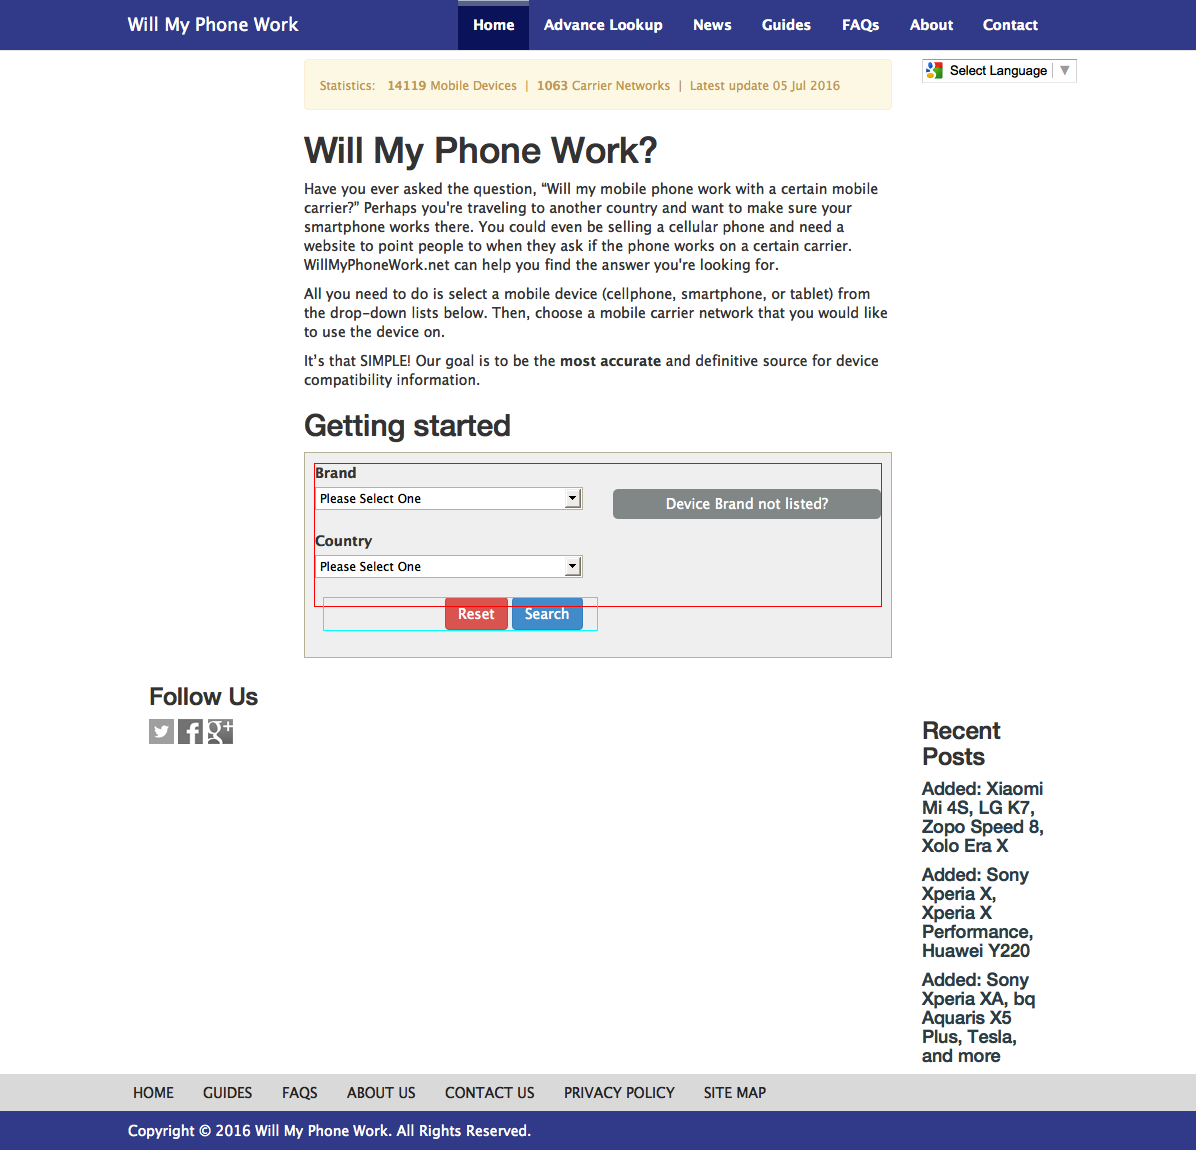 Will My Phone Work
Home Advance Lookup News Guides FAQs About Contact
Statistics: 14119 Mobile Devices | 1063 Carrier Networks | Latest update 05 Jul 2016
Select Language ▼
Will My Phone Work?
Have you ever asked the question, “Will my mobile phone work with a certain mobile
carrier?” Perhaps you're traveling to another country and want to make sure your
smartphone works there. You could even be selling a cellular phone and need a
website to point people to when they ask if the phone works on a certain carrier.
WillMyPhoneWork.net can help you find the answer you're looking for.
All you need to do is select a mobile device (cellphone, smartphone, or tablet) from
the drop-down lists below. Then, choose a mobile carrier network that you would like
to use the device on.
It’s that SIMPLE! Our goal is to be the most accurate and definitive source for device
compatibility information.
Getting started
Brand
Please Select One
Device Brand not listed?
Country
Please Select One
Reset Search
Follow Us
g+
Recent
Posts
Added: Xiaomi
Mi 4S, LG K7,
Zopo Speed 8,
Xolo Era X
Added: Sony
Xperia X,
Xperia X
Performance,
Huawei Y220
Added: Sony
Xperia XA, bq
Aquaris X5
Plus, Tesla,
and more
HOME GUIDES FAQS ABOUT US CONTACT US PRIVACY POLICY SITE MAP
Copyright © 2016 Will My Phone Work. All Rights Reserved.